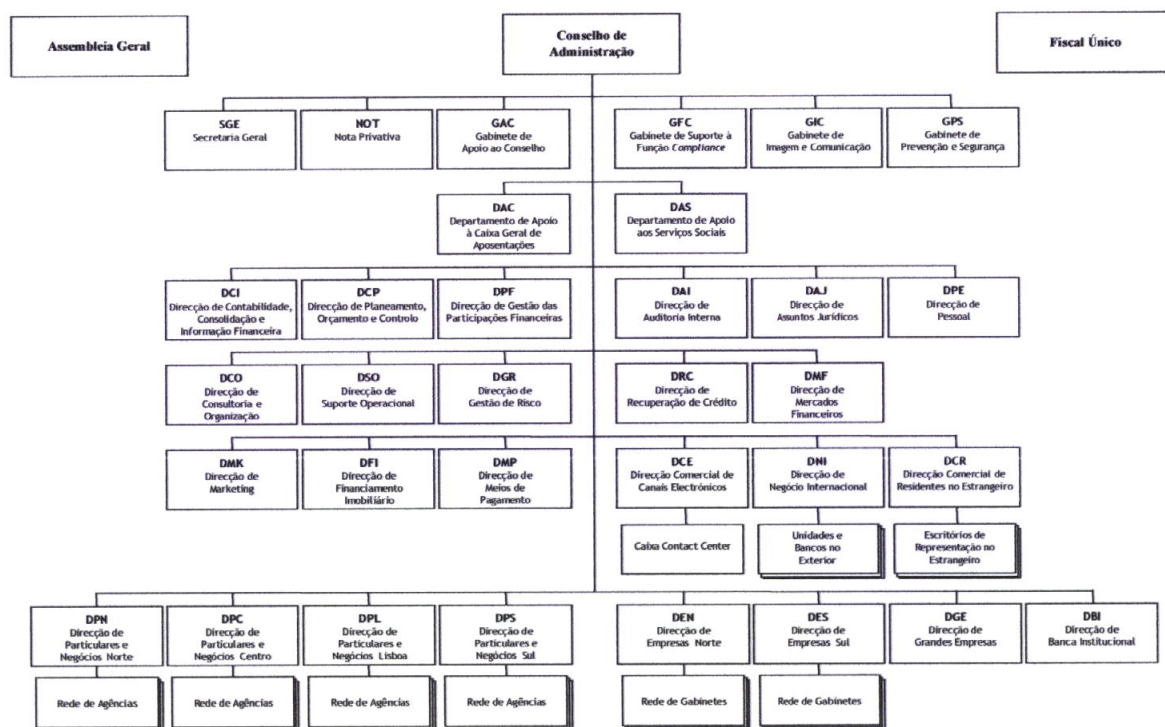 Assembleia Geral
Conselho de
Administração
Fiscal Único
SGE
Secretaria Geral
NOT
Nota Privativa
GAC
Gabinete de
Apoio ao Conselho
GFC
Gabinete de Suporte à
Função Compliance
GIC
Gabinete de
Imagem e Comunicação
GPS
Gabinete de
Prevenção e Segurança
DAC
Departamento de Apoio
à Caixa Geral de
Aposentações
DAS
Departamento de Apoio
aos Serviços Sociais
DCI
Direcção de Contabilidade,
Consolidação e
Informação Financeira
DCP
Direcção de Planeamento,
Orçamento e Controlo
DPF
Direcção de Gestão das
Participações Financeiras
DAI
Direcção de
Auditoria Interna
DAJ
Direcção de
Assuntos Jurídicos
DPE
Direcção de
Pessoal
DCO
Direcção de
Consultoria e
Organização
DSO
Direcção de
Suporte Operacional
DGR
Direcção de
Gestão de Risco
DRC
Direcção de
Recuperação de Crédito
DMF
Direcção de
Mercados
Financeiros
DMK
Direcção de
Marketing
DFI
Direcção de
Financiamento
Imobiliário
DMP
Direcção de
Meios de
Pagamento
DCE
Direcção Comercial de
Canais Electrónicos
DNI
Direcção de
Negócio Internacional
DCR
Direcção Comercial de
Residentes no Estrangeiro
Caixa Contact Center
Unidades e
Bancos no
Exterior
Escritórios de
Representação no
Estrangeiro
DPN
Direcção de
Particulares e
Negócios Norte
DPC
Direcção de
Particulares e
Negócios Centro
DPL
Direcção de
Particulares e
Negócios Lisboa
DPS
Direcção de
Particulares e
Negócios Sul
DEN
Direcção de
Empresas Norte
DES
Direcção de
Empresas Sul
DGE
Direcção de
Grandes Empresas
DBI
Direcção de
Banca Institucional
Rede de Agências
Rede de Agências
Rede de Agências
Rede de Agências
Rede de Gabinetes
Rede de Gabinetes